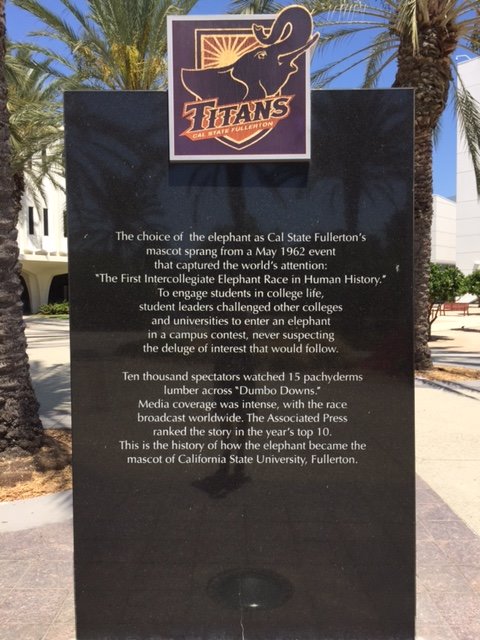 TITANS
CAL STATE FULLERTON
The choice of the elephant as Cal State Fullerton's
mascot sprang from a May 1962 event
that captured the world's attention:
"The First Intercollegiate Elephant Race in Human History."
To engage students in college life,
student leaders challenged other colleges
and universities to enter an elephant
in a campus contest, never suspecting
the deluge of interest that would follow.
Ten thousand spectators watched 15 pachyderms
lumber across "Dumbo Downs."
Media coverage was intense, with the race
broadcast worldwide. The Associated Press
ranked the story in the year's top 10.
This is the history of how the elephant became the
mascot of California State University, Fullerton.